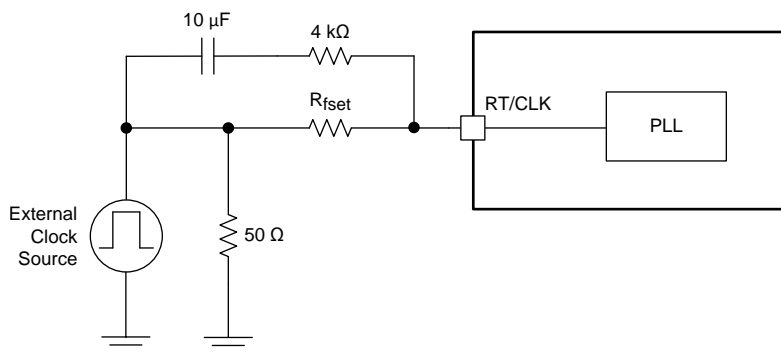 10 µF
4 kΩ
Rfset
RT/CLK
PLL
External
Clock
Source
50 Ω